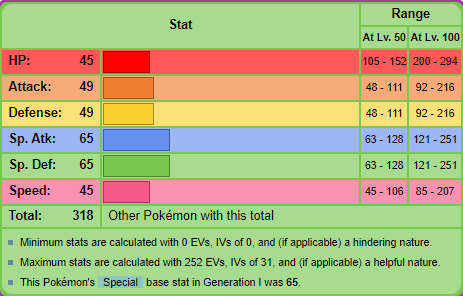 Stat Range
At Lv. 50 At Lv. 100
HP: 45 105 - 152 200 - 294
Attack: 49 48 - 111 92 - 216
Defense: 49 48 - 111 92 - 216
Sp. Atk: 65 63 - 128 121 - 251
Sp. Def: 65 63 - 128 121 - 251
Speed: 45 45 - 106 85 - 207
Total: 318 Other Pokémon with this total
Minimum stats are calculated with 0 EVs, IVs of 0, and (if applicable) a hindering nature.
Maximum stats are calculated with 252 EVs, IVs of 31, and (if applicable) a helpful nature.
This Pokémon's Special base stat in Generation I was 65.